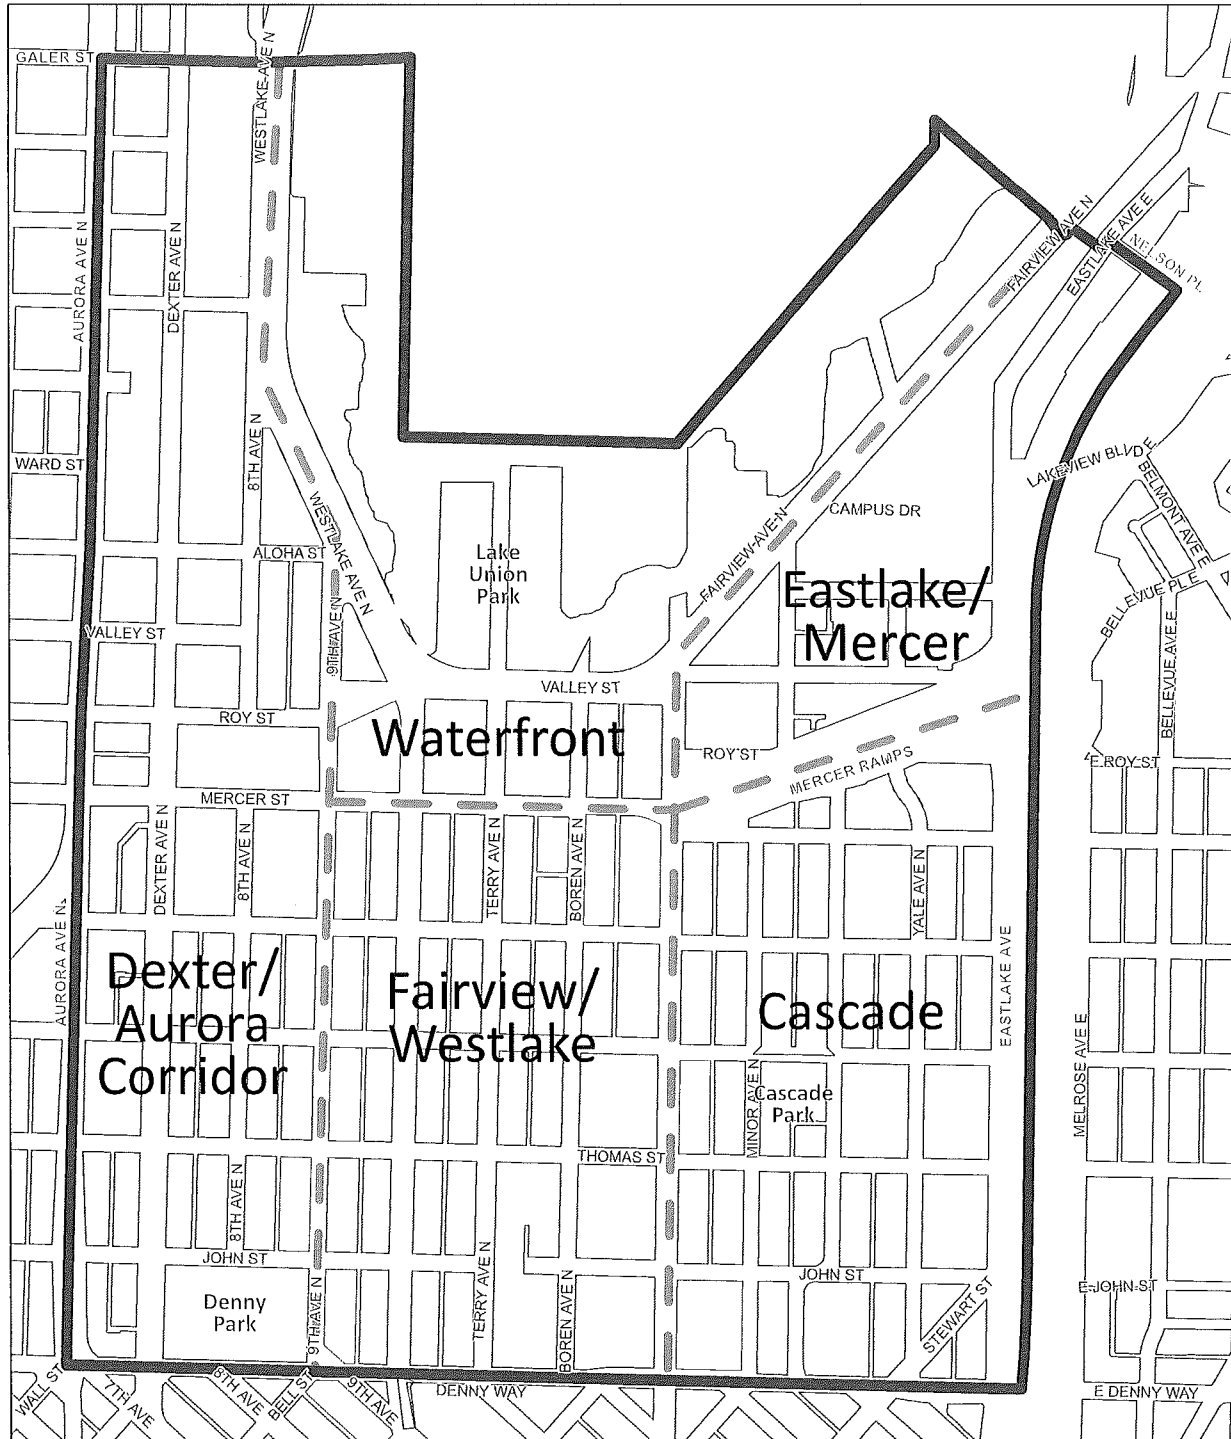 GALER ST
WESTLAKE AVE N
AURORA AVE N
DEXTER AVE N
FAIRVIEW AVE N
EASTLAKE AVE E
NELSON PL
8TH AVE N
WARD ST
LAKEVIEW BLVD E
BELMONT AVE E
WESTLAKE AVE N
FAIRVIEW AVE N
CAMPUS DR
ALOHA ST
Lake
Union
Park
Eastlake/
Mercer
BELLEVUE PL E
9TH AVE N
VALLEY ST
BELLEVUE AVE E
VALLEY ST
ROY ST
Waterfront
ROY ST
MERCER RAMPS
E ROY ST
MERCER ST
DEXTER AVE N
8TH AVE N
TERRY AVE N
BOREN AVE N
YALE AVE N
AURORA AVE N
EASTLAKE AVE
Dexter/
Aurora
Corridor
Fairview/
Westlake
Cascade
MELROSE AVE E
MINOR AVE N
Cascade
Park
THOMAS ST
8TH AVE N
JOHN ST
TERRY AVE N
BOREN AVE N
JOHN ST
STEWART ST
E JOHN ST
Denny
Park
9TH AVE N
WALL ST
7TH AVE
8TH AVE
BELL ST
9TH AVE
DENNY WAY
E DENNY WAY